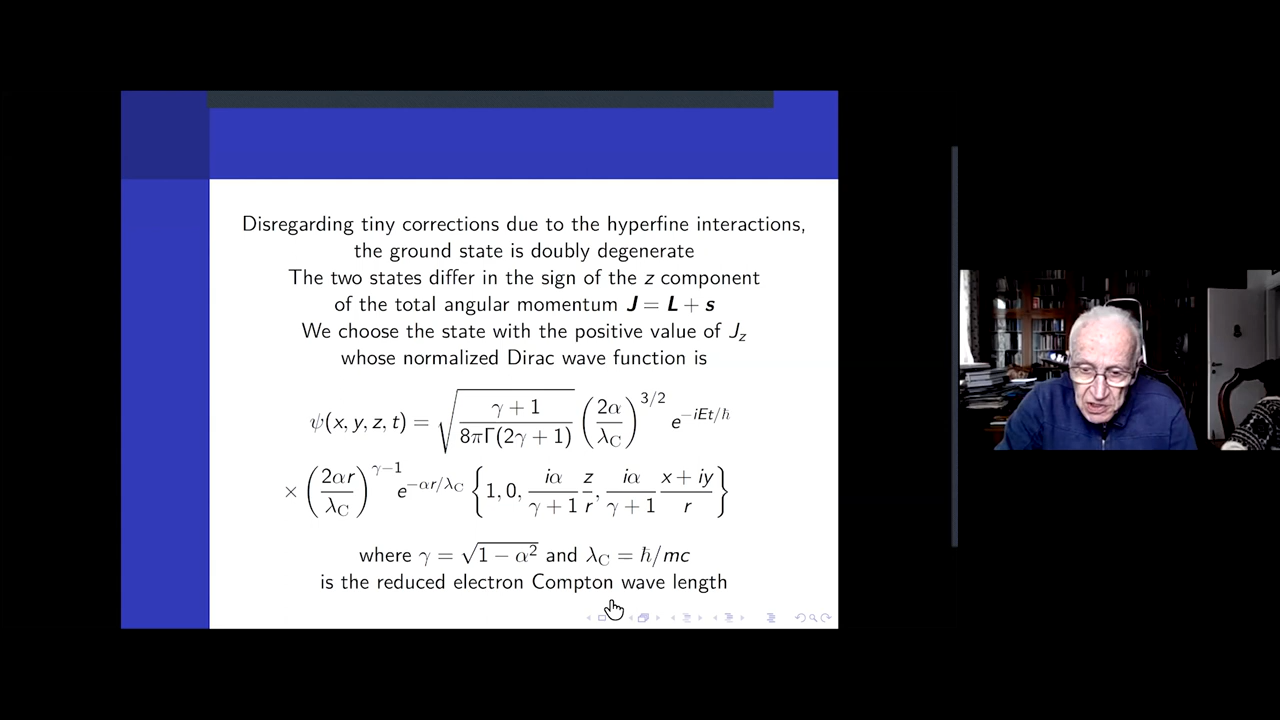 Disregarding tiny corrections due to the hyperfine interactions,
the ground state is doubly degenerate
The two states differ in the sign of the z component
of the total angular momentum J = L + s
We choose the state with the positive value of J_z
whose normalized Dirac wave function is
ψ(x, y, z, t) = √((γ + 1)/(8πΓ(2γ + 1))) (2α/λ_C)^{3/2} e^{−iEt/ħ}
× (2αr/λ_C)^{γ−1} e^{−αr/λ_C} {1, 0, iα/(γ + 1) z/r, iα/(γ + 1) (x + iy)/r}
where γ = √(1 − α²) and λ_C = ħ/mc
is the reduced electron Compton wave length